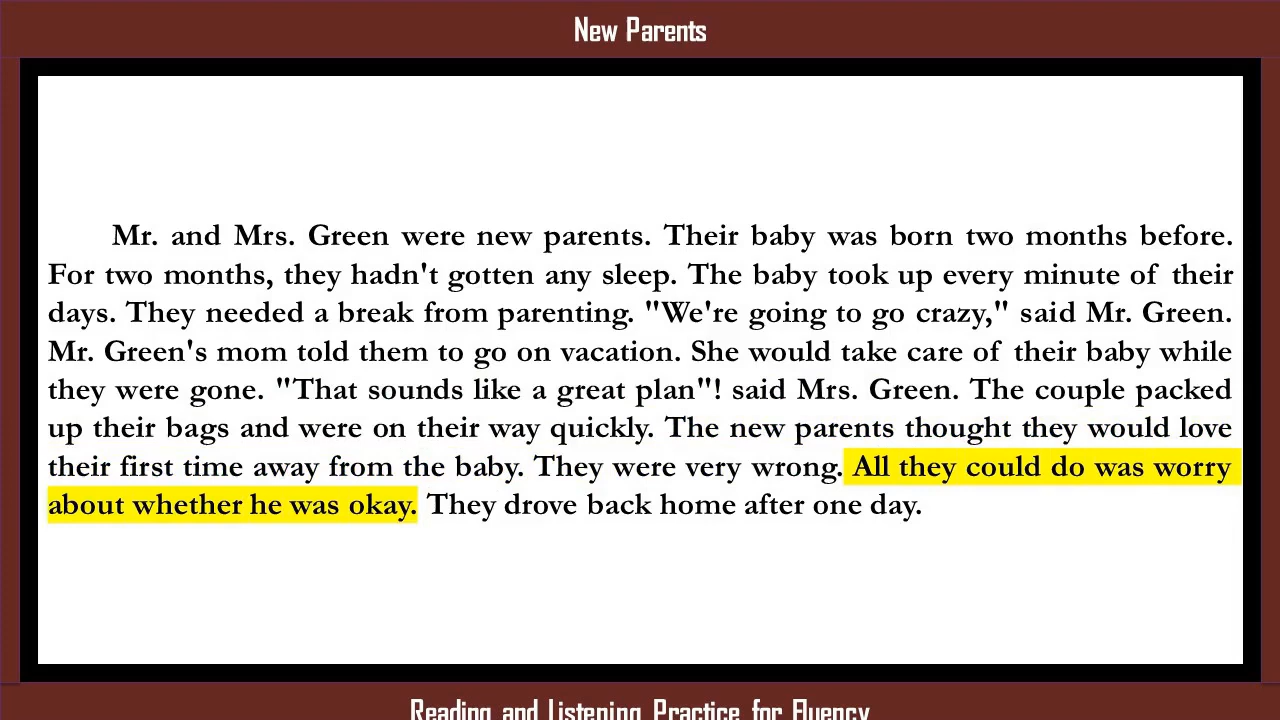 New Parents
Mr. and Mrs. Green were new parents. Their baby was born two months before.
For two months, they hadn't gotten any sleep. The baby took up every minute of their
days. They needed a break from parenting. "We're going to go crazy," said Mr. Green.
Mr. Green's mom told them to go on vacation. She would take care of their baby while
they were gone. "That sounds like a great plan"! said Mrs. Green. The couple packed
up their bags and were on their way quickly. The new parents thought they would love
their first time away from the baby. They were very wrong. All they could do was worry
about whether he was okay. They drove back home after one day.
Reading and Listening Practice for Fluency